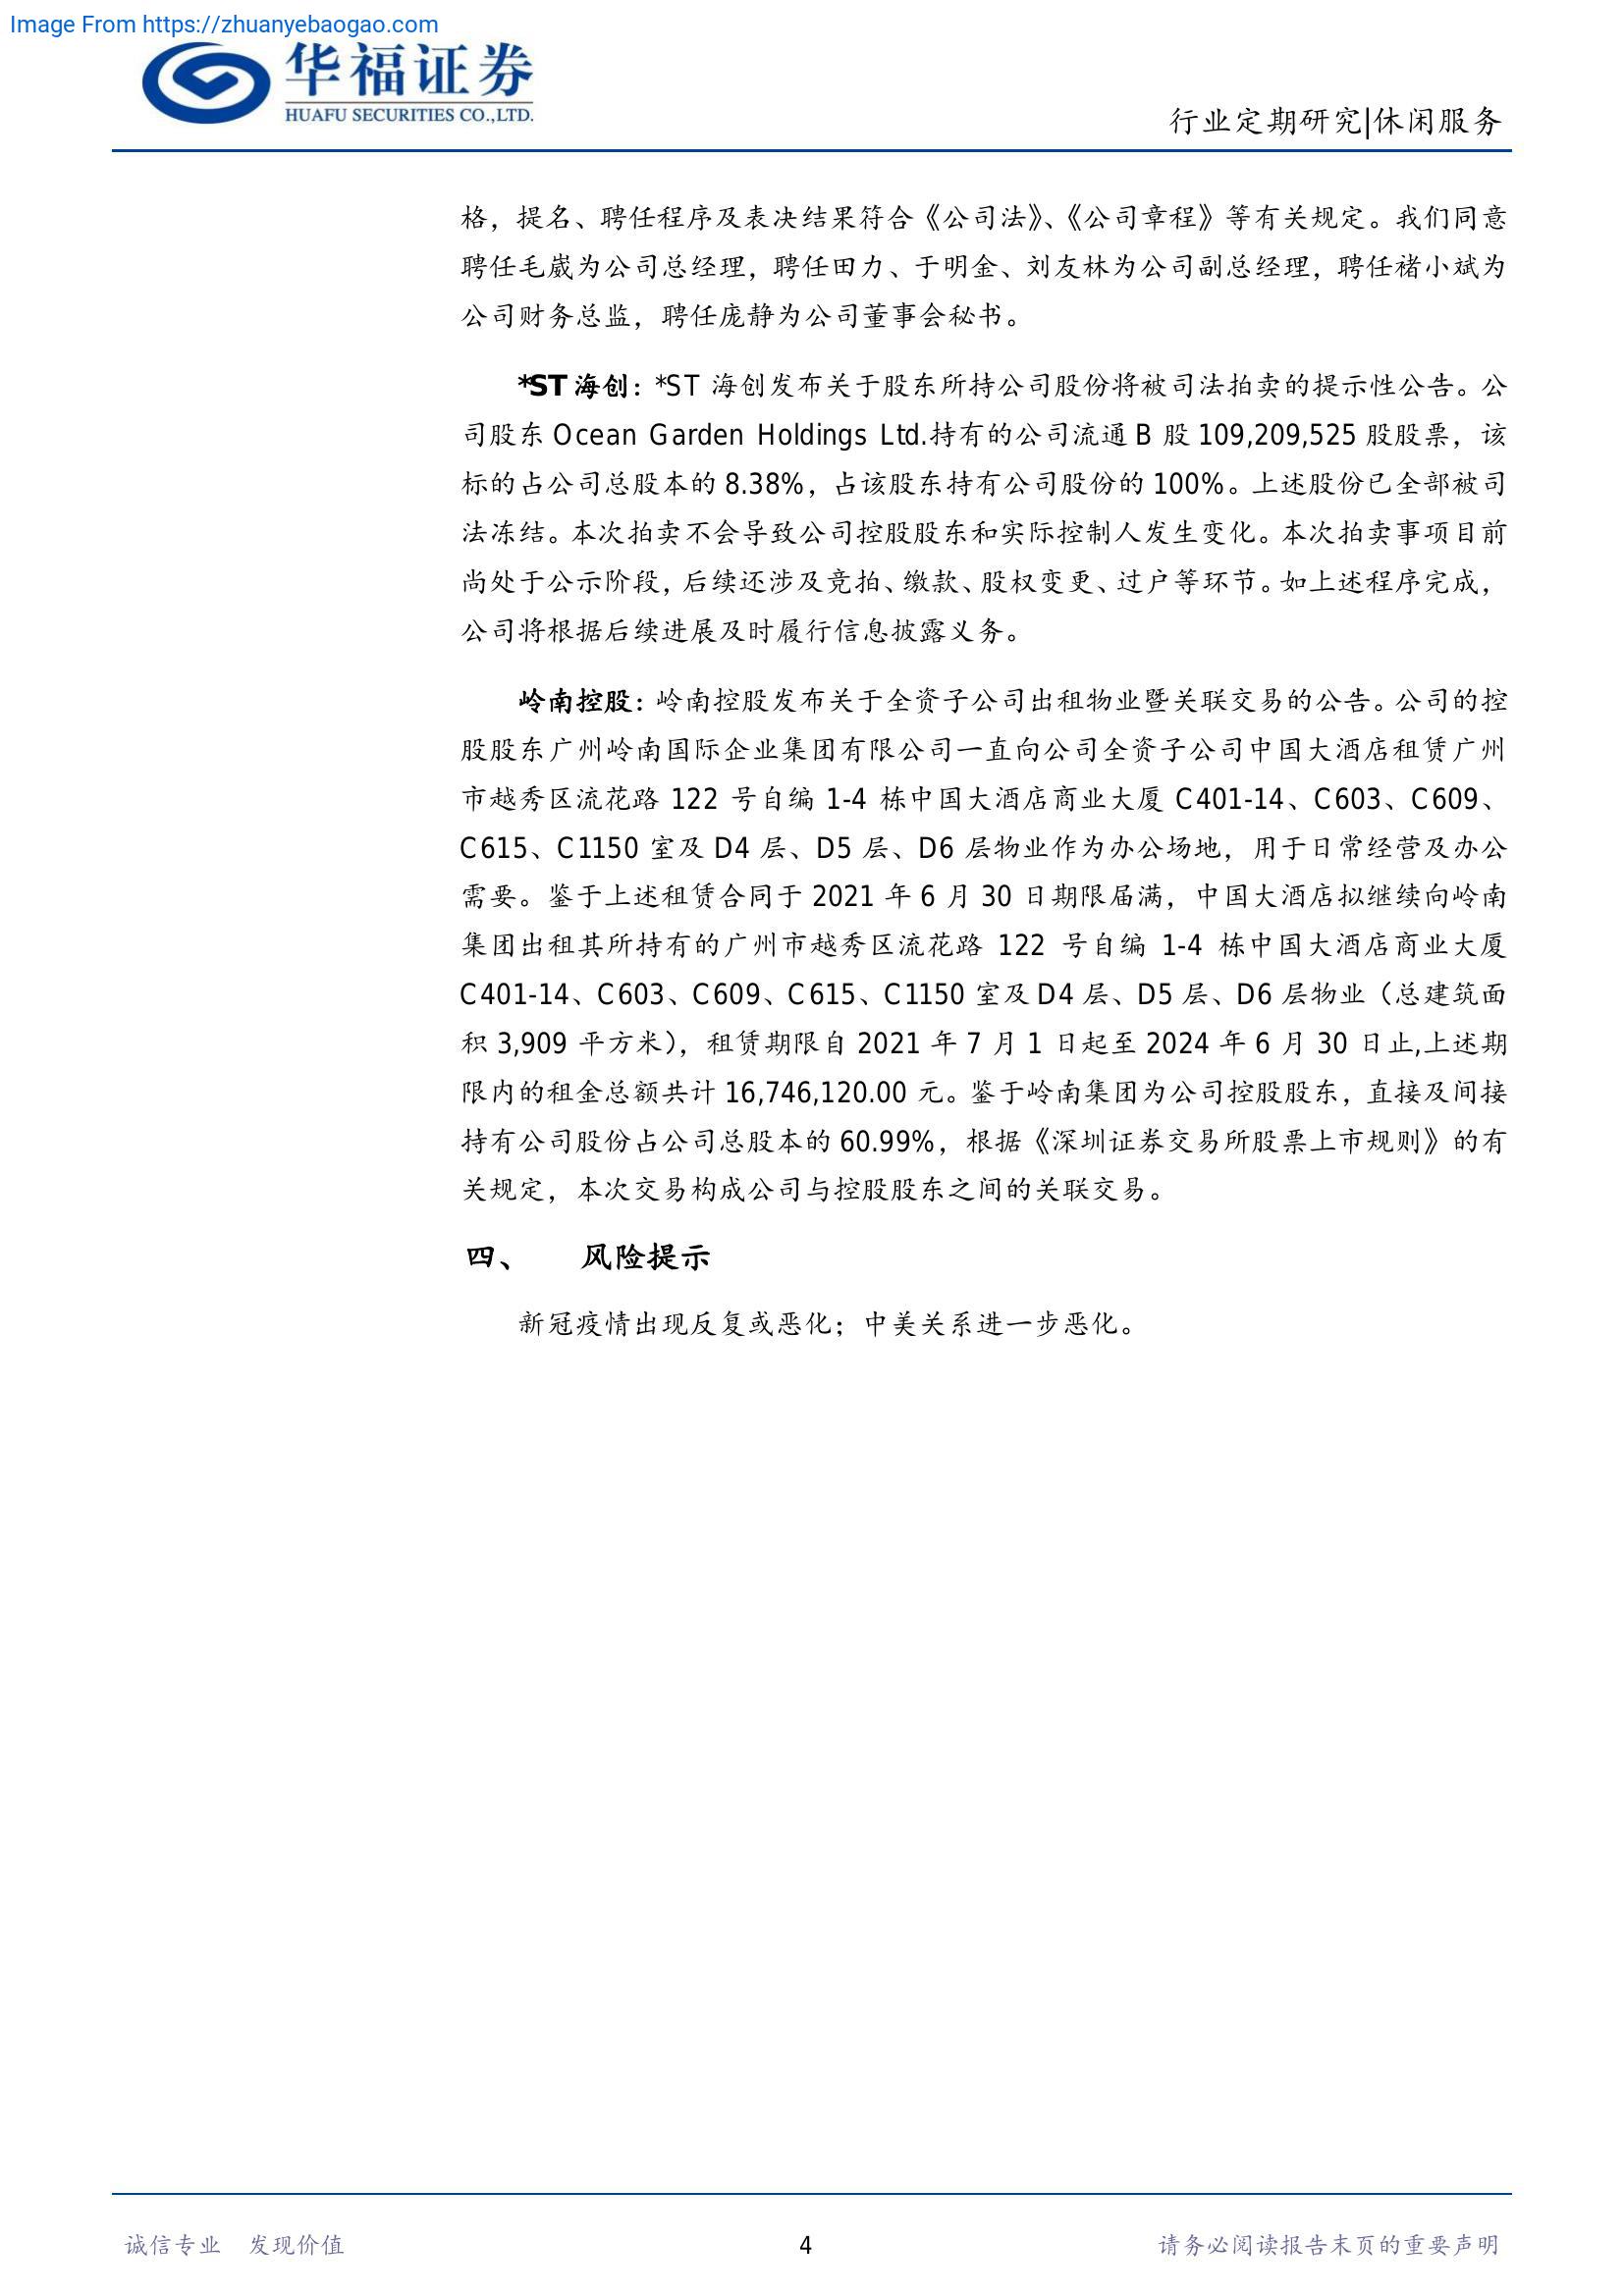 Image From https://zhuanyebaogao.com
华福证券
HUAFU SECURITIES CO.,LTD.
行业定期研究|休闲服务
格，提名、聘任程序及表决结果符合《公司法》、《公司章程》等有关规定。我们同意
聘任毛崴为公司总经理，聘任田力、于明金、刘友林为公司副总经理，聘任褚小斌为
公司财务总监，聘任庞静为公司董事会秘书。
*ST 海创：*ST 海创发布关于股东所持公司股份将被司法拍卖的提示性公告。公
司股东 Ocean Garden Holdings Ltd.持有的公司流通 B 股 109,209,525 股股票，该
标的占公司总股本的 8.38%，占该股东持有公司股份的 100%。上述股份已全部被司
法冻结。本次拍卖不会导致公司控股股东和实际控制人发生变化。本次拍卖事项目前
尚处于公示阶段，后续还涉及竞拍、缴款、股权变更、过户等环节。如上述程序完成，
公司将根据后续进展及时履行信息披露义务。
岭南控股：岭南控股发布关于全资子公司出租物业暨关联交易的公告。公司的控
股股东广州岭南国际企业集团有限公司一直向公司全资子公司中国大酒店租赁广州
市越秀区流花路 122 号自编 1-4 栋中国大酒店商业大厦 C401-14、C603、C609、
C615、C1150 室及 D4 层、D5 层、D6 层物业作为办公场地，用于日常经营及办公
需要。鉴于上述租赁合同于 2021 年 6 月 30 日期限届满，中国大酒店拟继续向岭南
集团出租其所持有的广州市越秀区流花路 122 号自编 1-4 栋中国大酒店商业大厦
C401-14、C603、C609、C615、C1150 室及 D4 层、D5 层、D6 层物业（总建筑面
积 3,909 平方米），租赁期限自 2021 年 7 月 1 日起至 2024 年 6 月 30 日止,上述期
限内的租金总额共计 16,746,120.00 元。鉴于岭南集团为公司控股股东，直接及间接
持有公司股份占公司总股本的 60.99%，根据《深圳证券交易所股票上市规则》的有
关规定，本次交易构成公司与控股股东之间的关联交易。
四、 风险提示
新冠疫情出现反复或恶化；中美关系进一步恶化。
诚信专业 发现价值 4 请务必阅读报告末页的重要声明